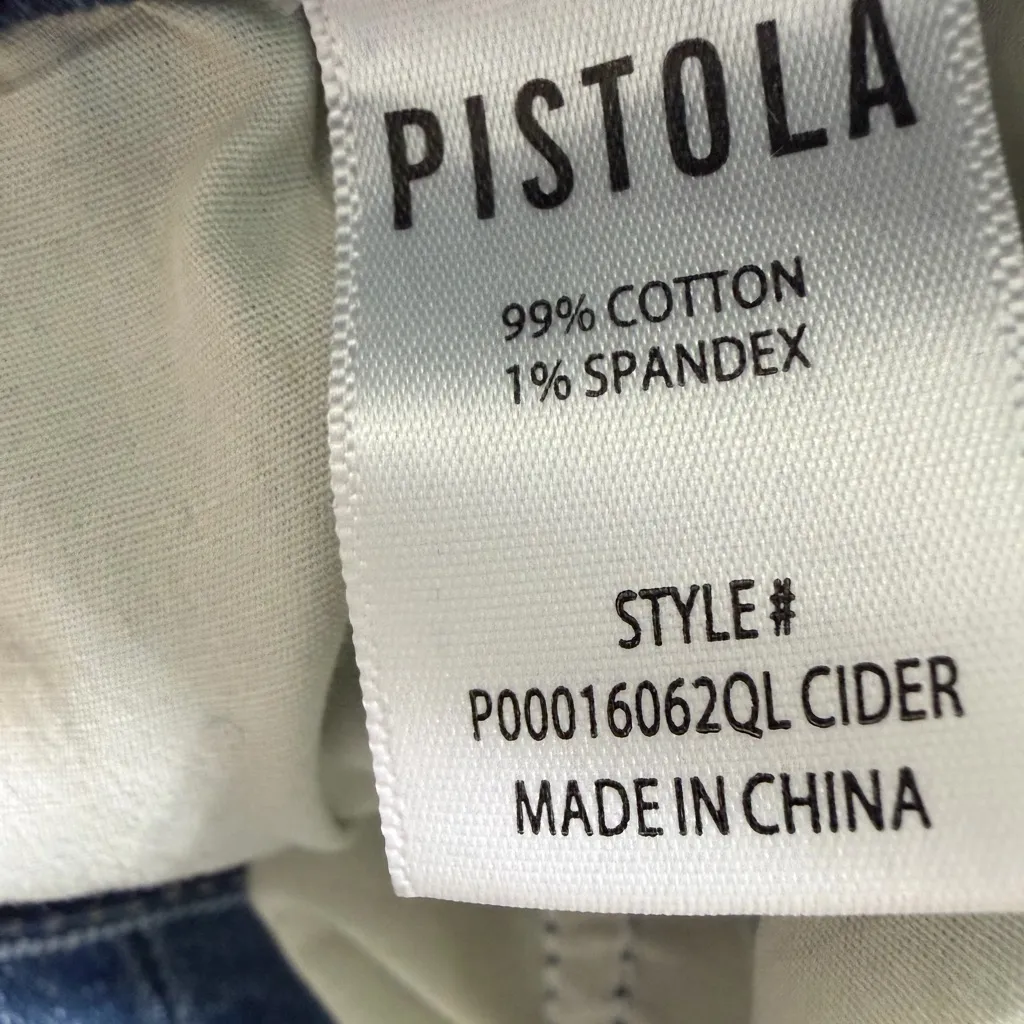 PISTOLA
99% COTTON
1% SPANDEX
STYLE #
P00016062QL CIDER
MADE IN CHINA